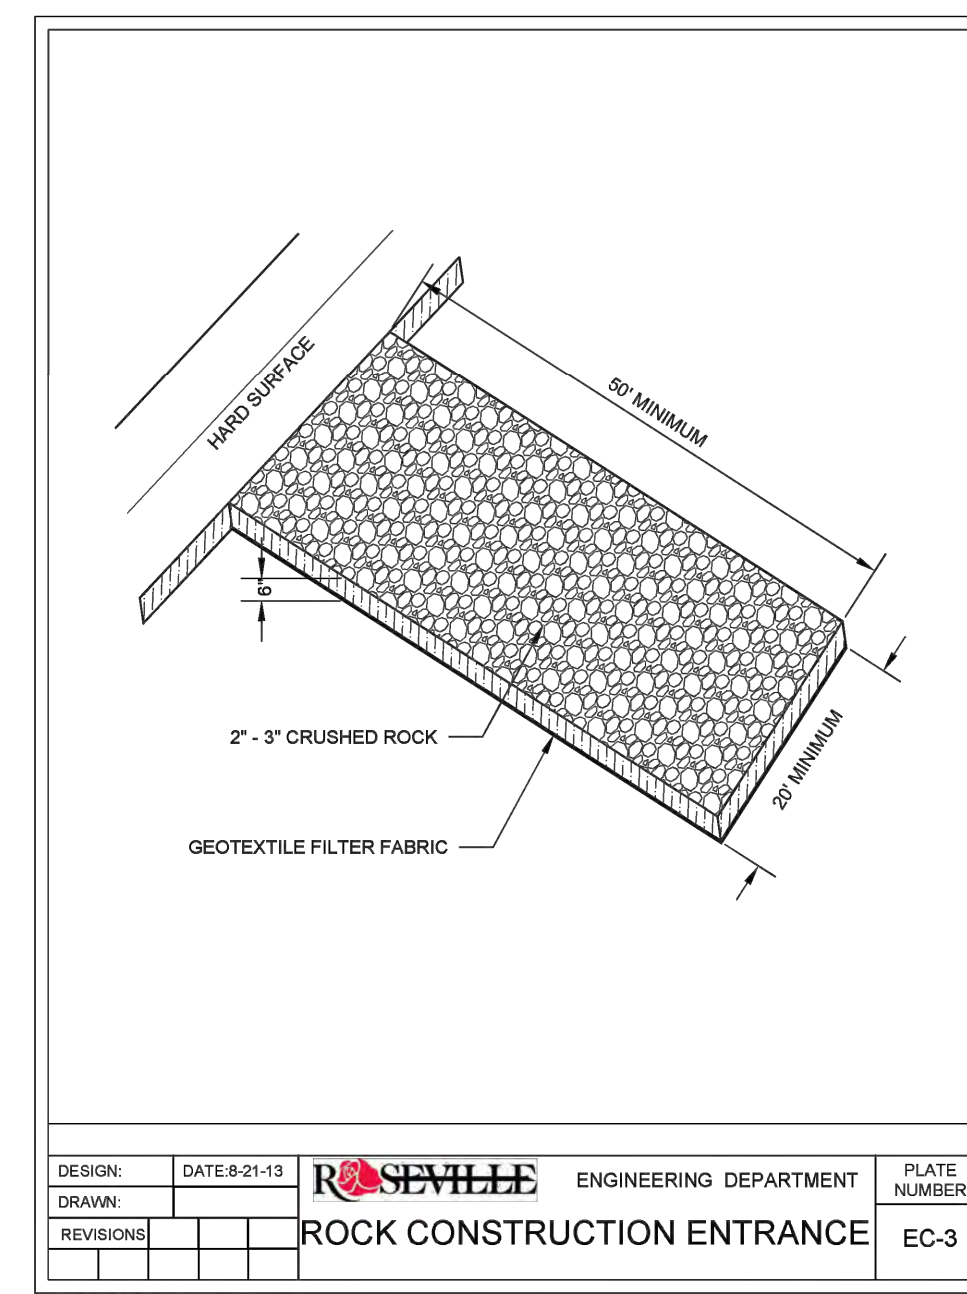 HARD SURFACE
50' MINIMUM
6"
2" - 3" CRUSHED ROCK
20' MINIMUM
GEOTEXTILE FILTER FABRIC
DESIGN:
DATE:8-21-13
DRAWN:
REVISIONS
ROSEVILLE
ENGINEERING DEPARTMENT
ROCK CONSTRUCTION ENTRANCE
PLATE
NUMBER
EC-3